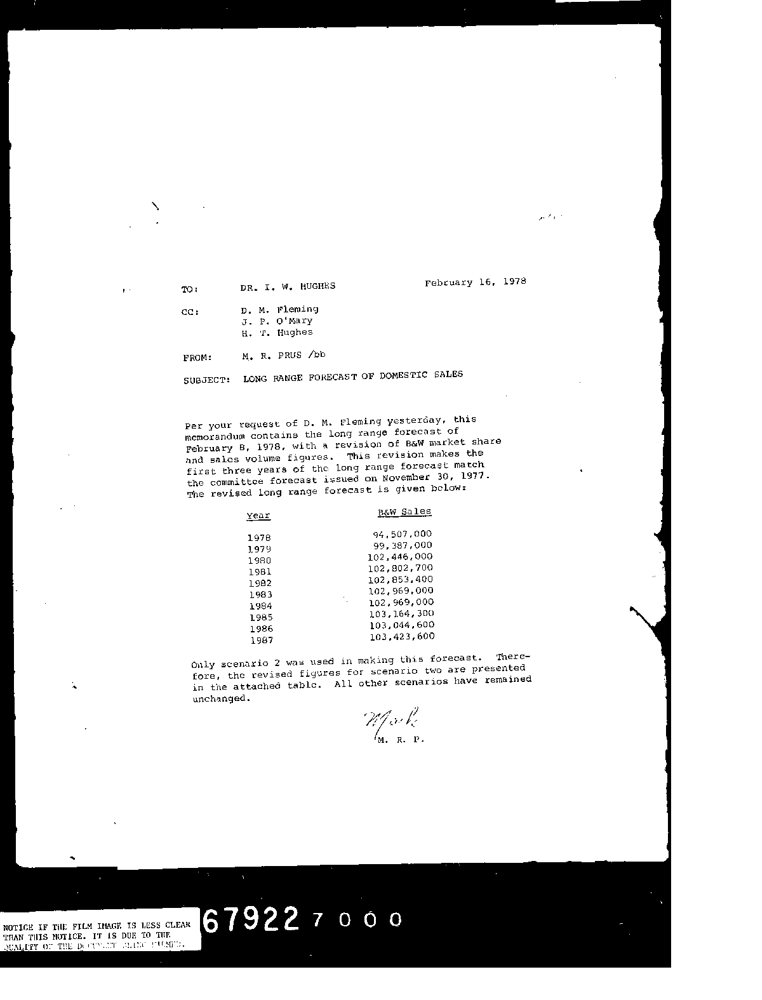 February 16, 1978
TO: DR. I. W. HUGHES
CC: D. M. Fleming
J. P. O'Mary
H. T. Hughes
FROM: M. R. PRUS /bb
SUBJECT: LONG RANGE FORECAST OF DOMESTIC SALES
Per your request of D. M. Fleming yesterday, this
memorandum contains the long range forecast of
February 8, 1978, with a revision of B&W market share
and sales volume figures. This revision makes the
first three years of the long range forecast match
the committee forecast issued on November 30, 1977.
The revised long range forecast is given below:
Year B&W Sales
1978 94,507,000
1979 99,387,000
1980 102,446,000
1981 102,802,700
1982 102,853,400
1983 102,969,000
1984 102,969,000
1985 103,164,300
1986 103,044,600
1987 103,423,600
Only scenario 2 was used in making this forecast. There-
fore, the revised figures for scenario two are presented
in the attached table. All other scenarios have remained
unchanged.
Mark
M. R. P.
67922 7000
NOTICE IF THE FILM IMAGE IS LESS CLEAR
THAN THIS NOTICE. IT IS DUE TO THE
QUALITY OF THE DOCUMENT BEING FILMED.